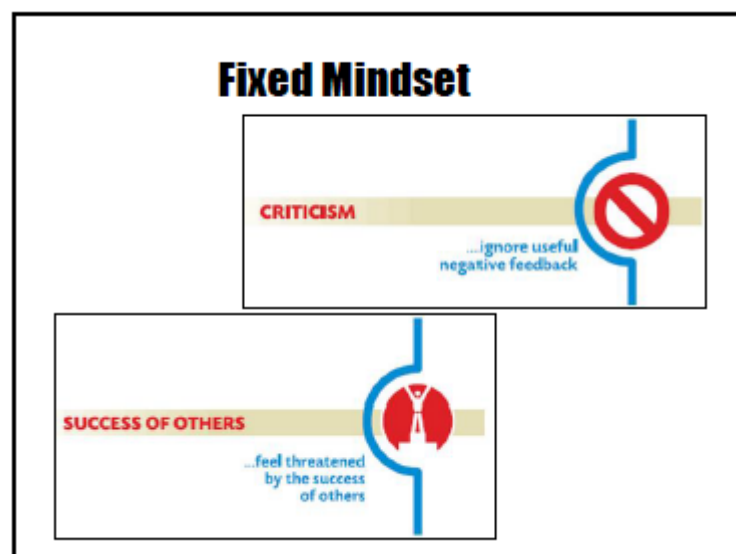 Fixed Mindset
CRITICISM
...ignore useful
negative feedback
SUCCESS OF OTHERS
...feel threatened
by the success
of others